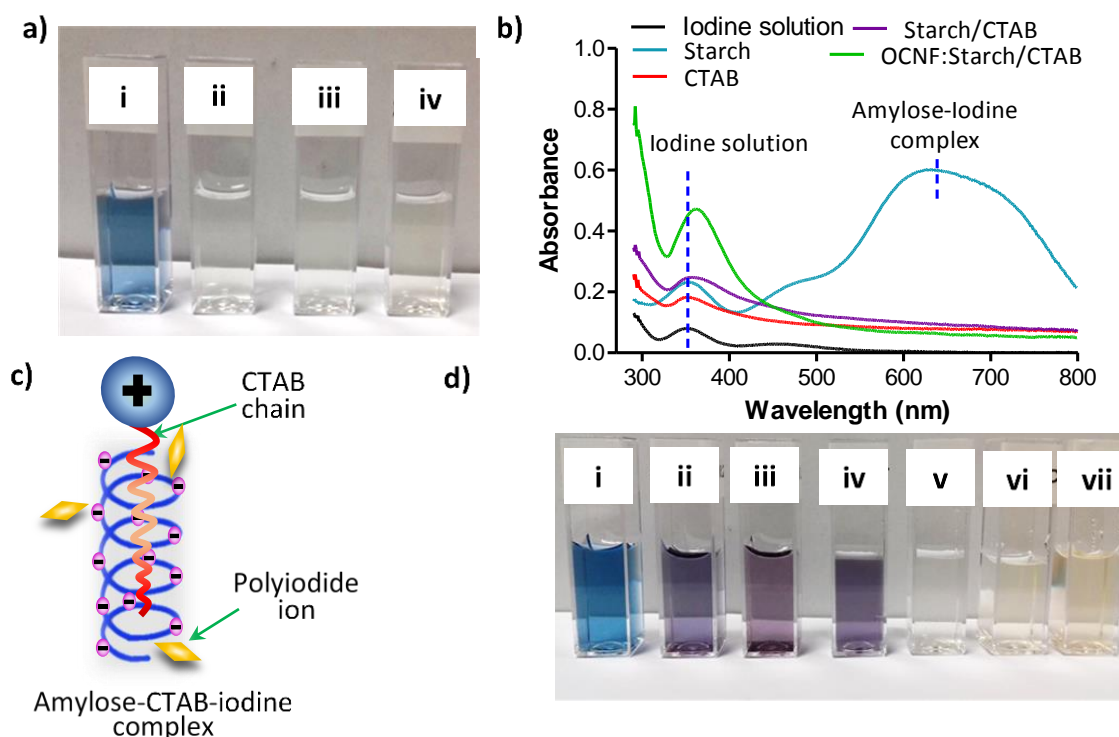 a)
i
ii
iii
iv
b)
Iodine solution
Starch
CTAB
Starch/CTAB
OCNF:Starch/CTAB
Iodine solution
Amylose-Iodine
complex
Absorbance
1.0
0.8
0.6
0.4
0.2
0.0
300
400
500
600
700
800
Wavelength (nm)
c)
CTAB
chain
Polyiodide
ion
Amylose-CTAB-iodine
complex
d)
i
ii
iii
iv
v
vi
vii